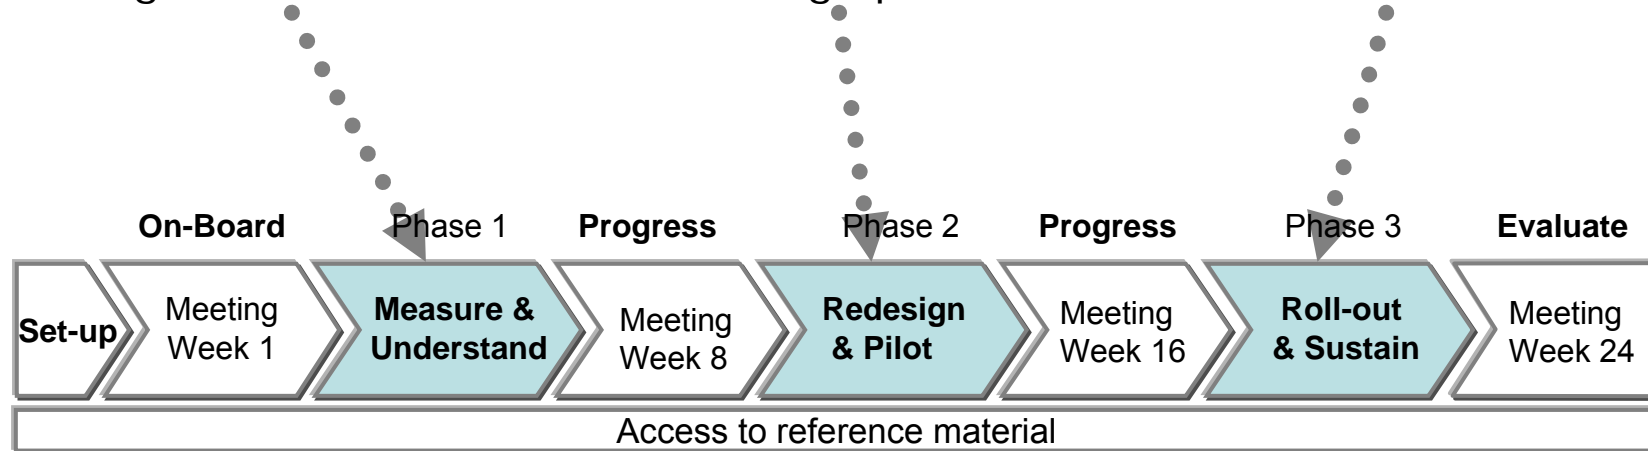 On-Board
Phase 1
Progress
Phase 2
Progress
Phase 3
Evaluate
Set-up
Meeting
Week 1
Measure &
Understand
Meeting
Week 8
Redesign
& Pilot
Meeting
Week 16
Roll-out
& Sustain
Meeting
Week 24
Access to reference material